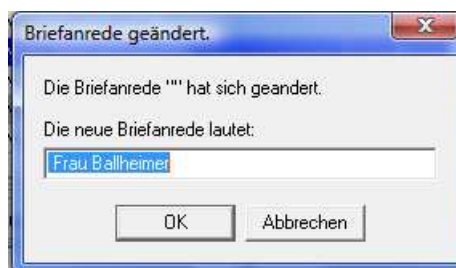 Briefanrede geändert.
Die Briefanrede "" hat sich geandert.
Die neue Briefanrede lautet:
Frau Ballheimer
OK Abbrechen